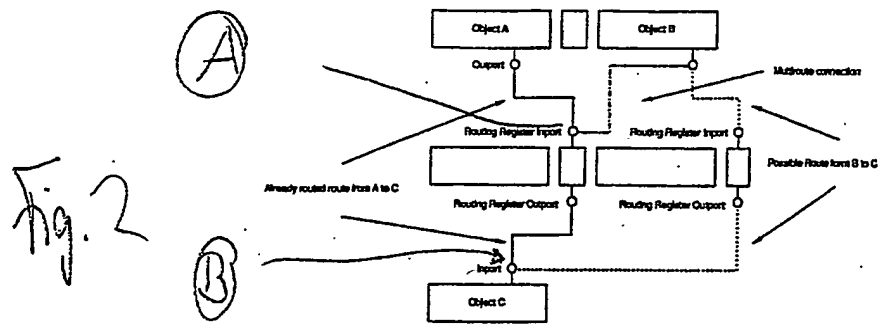 A
Object A
Object B
Outport
Multiroute connection
Routing Register Inport
Routing Register Inport
Fig. 2
Already routed route from A to C
Possible Route form B to C
Routing Register Outport
Routing Register Outport
B
Inport
Object C